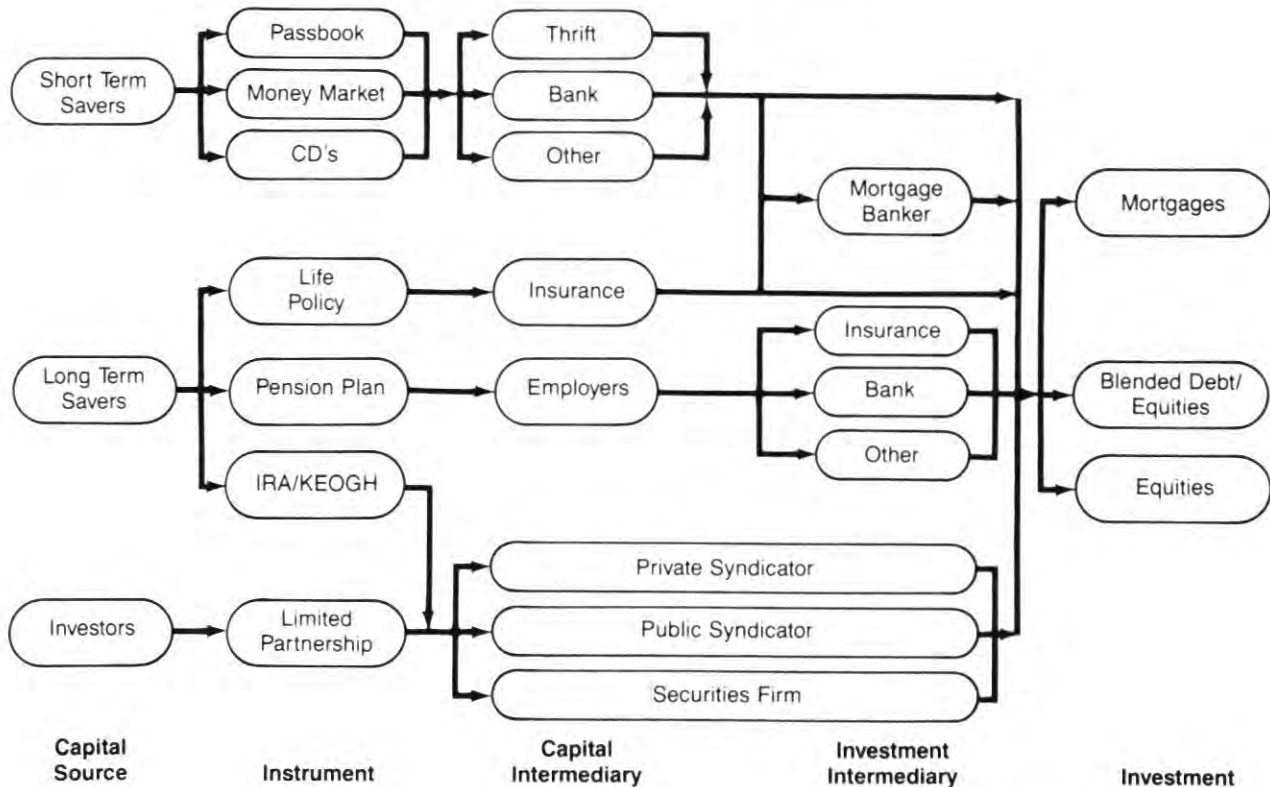 Passbook
Thrift
Short Term
Savers
Money Market
Bank
CD's
Other
Mortgage
Banker
Mortgages
Life
Policy
Insurance
Insurance
Long Term
Savers
Pension Plan
Employers
Bank
Blended Debt/
Equities
Other
IRA/KEOGH
Equities
Private Syndicator
Investors
Limited
Partnership
Public Syndicator
Securities Firm
Capital
Source
Instrument
Capital
Intermediary
Investment
Intermediary
Investment